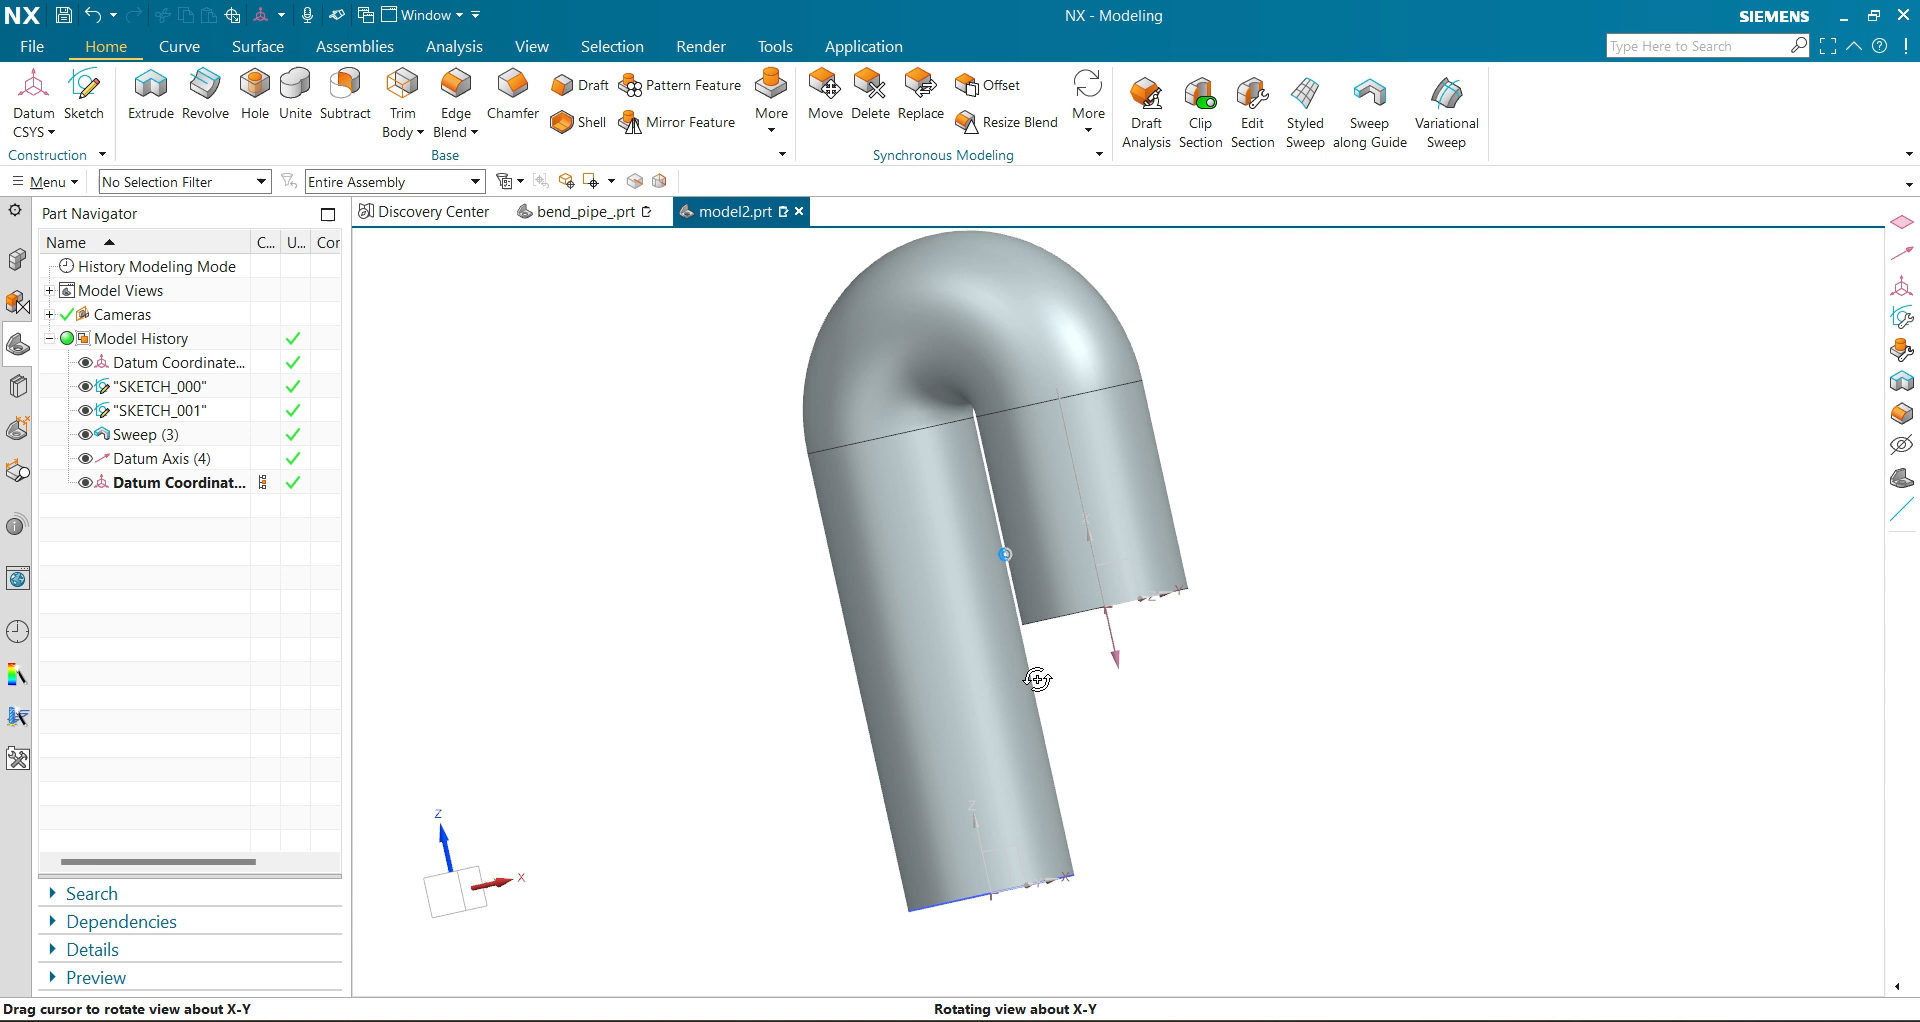 NX Window NX - Modeling SIEMENS
File Home Curve Surface Assemblies Analysis View Selection Render Tools Application Type Here to Search
Datum CSYS Sketch Extrude Revolve Hole Unite Subtract Trim Body Edge Blend Chamfer Draft Pattern Feature Shell Mirror Feature More Move Delete Replace Offset Resize Blend More Draft Analysis Clip Section Edit Section Styled Sweep Sweep along Guide Variational Sweep
Construction Base Synchronous Modeling
Menu No Selection Filter Entire Assembly
Part Navigator Discovery Center bend_pipe_.prt model2.prt
Name C... U... Cor
History Modeling Mode
Model Views
Cameras
Model History
Datum Coordinate...
"SKETCH_000"
"SKETCH_001"
Sweep (3)
Datum Axis (4)
Datum Coordinat...
Z Y
Z
Z
X
X
Search
Dependencies
Details
Preview
Drag cursor to rotate view about X-Y Rotating view about X-Y